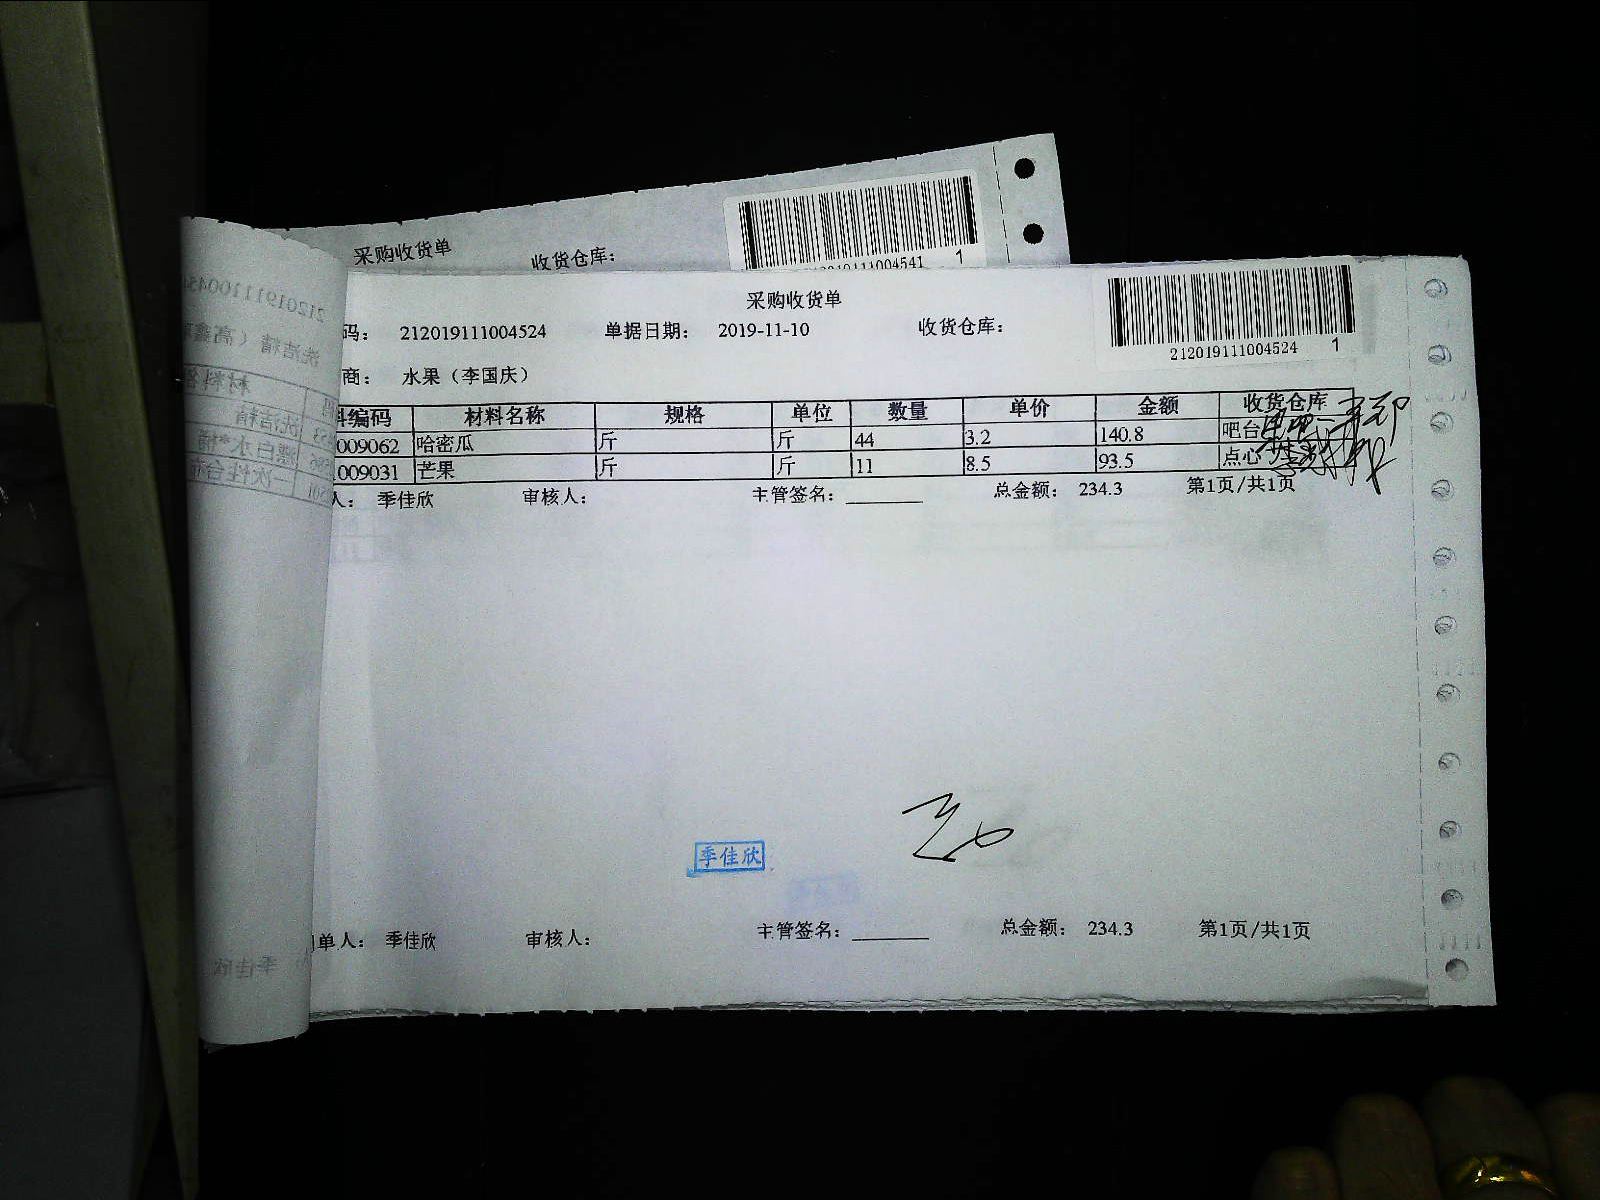 采购收货单 收货仓库:
212019111004541 1
采购收货单
码: 212019111004524 单据日期: 2019-11-10 收货仓库:
212019111004524 1
商: 水果（李国庆）
料编码 材料名称 规格 单位 数量 单价 金额 收货仓库
009062 哈密瓜 斤 斤 44 3.2 140.8 吧台
009031 芒果 斤 斤 11 8.5 93.5 点心
人: 季佳欣 审核人: 主管签名: ________ 总金额: 234.3 第1页/共1页
季佳欣
单人: 季佳欣 审核人: 主管签名: ________ 总金额: 234.3 第1页/共1页